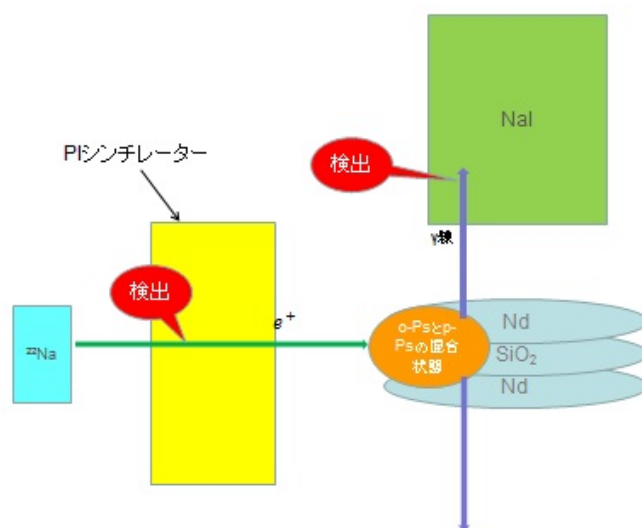 NaI
PIシンチレーター
検出
γ線
検出
e⁺
²²Na
o-Psとp-
Psの混合
状態
Nd
SiO₂
Nd